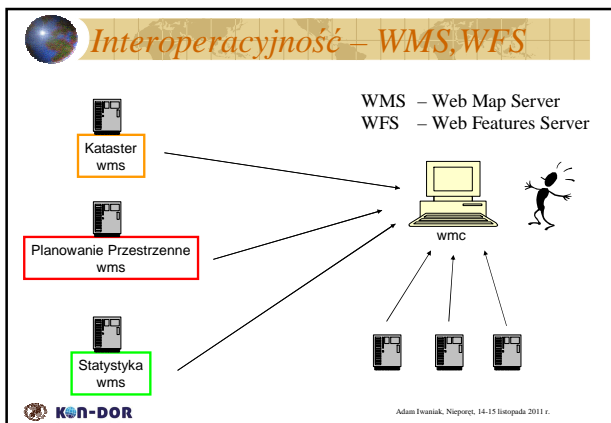 Interoperacyjność – WMS,WFS
WMS – Web Map Server
WFS – Web Features Server
Kataster
wms
Planowanie Przestrzenne
wms
Statystyka
wms
wmc
KON-DOR
Adam Iwaniak, Nieporęt, 14-15 listopada 2011 r.